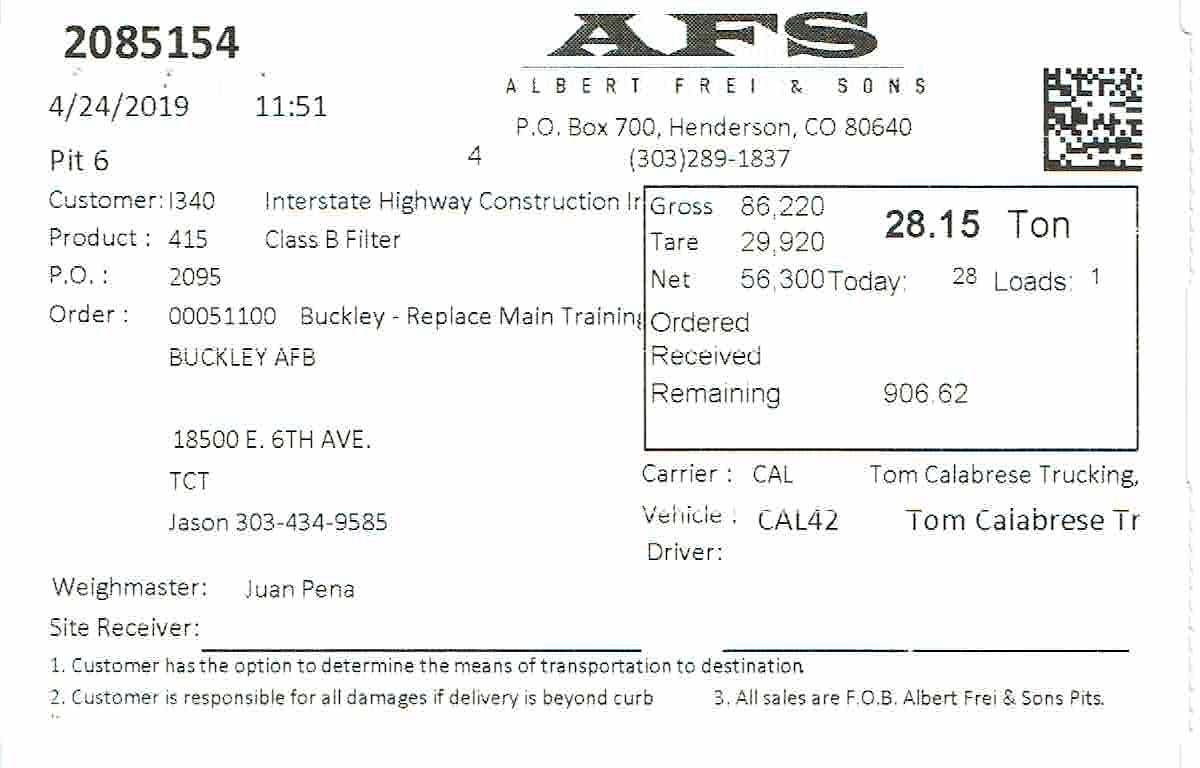 2085154
AFS
ALBERT FREI & SONS
4/24/2019 11:51
P.O. Box 700, Henderson, CO 80640
Pit 6 4 (303)289-1837
Customer: I340 Interstate Highway Construction Ir
Gross 86,220 28.15 Ton
Product : 415 Class B Filter
Tare 29,920
P.O. : 2095
Net 56,300 Today: 28 Loads: 1
Order : 00051100 Buckley - Replace Main Training
Ordered
BUCKLEY AFB
Received
Remaining 906.62
18500 E. 6TH AVE.
TCT
Carrier : CAL Tom Calabrese Trucking,
Jason 303-434-9585
Vehicle : CAL42 Tom Calabrese Tr
Driver:
Weighmaster: Juan Pena
Site Receiver:
1. Customer has the option to determine the means of transportation to destination
2. Customer is responsible for all damages if delivery is beyond curb 3. All sales are F.O.B. Albert Frei & Sons Pits.